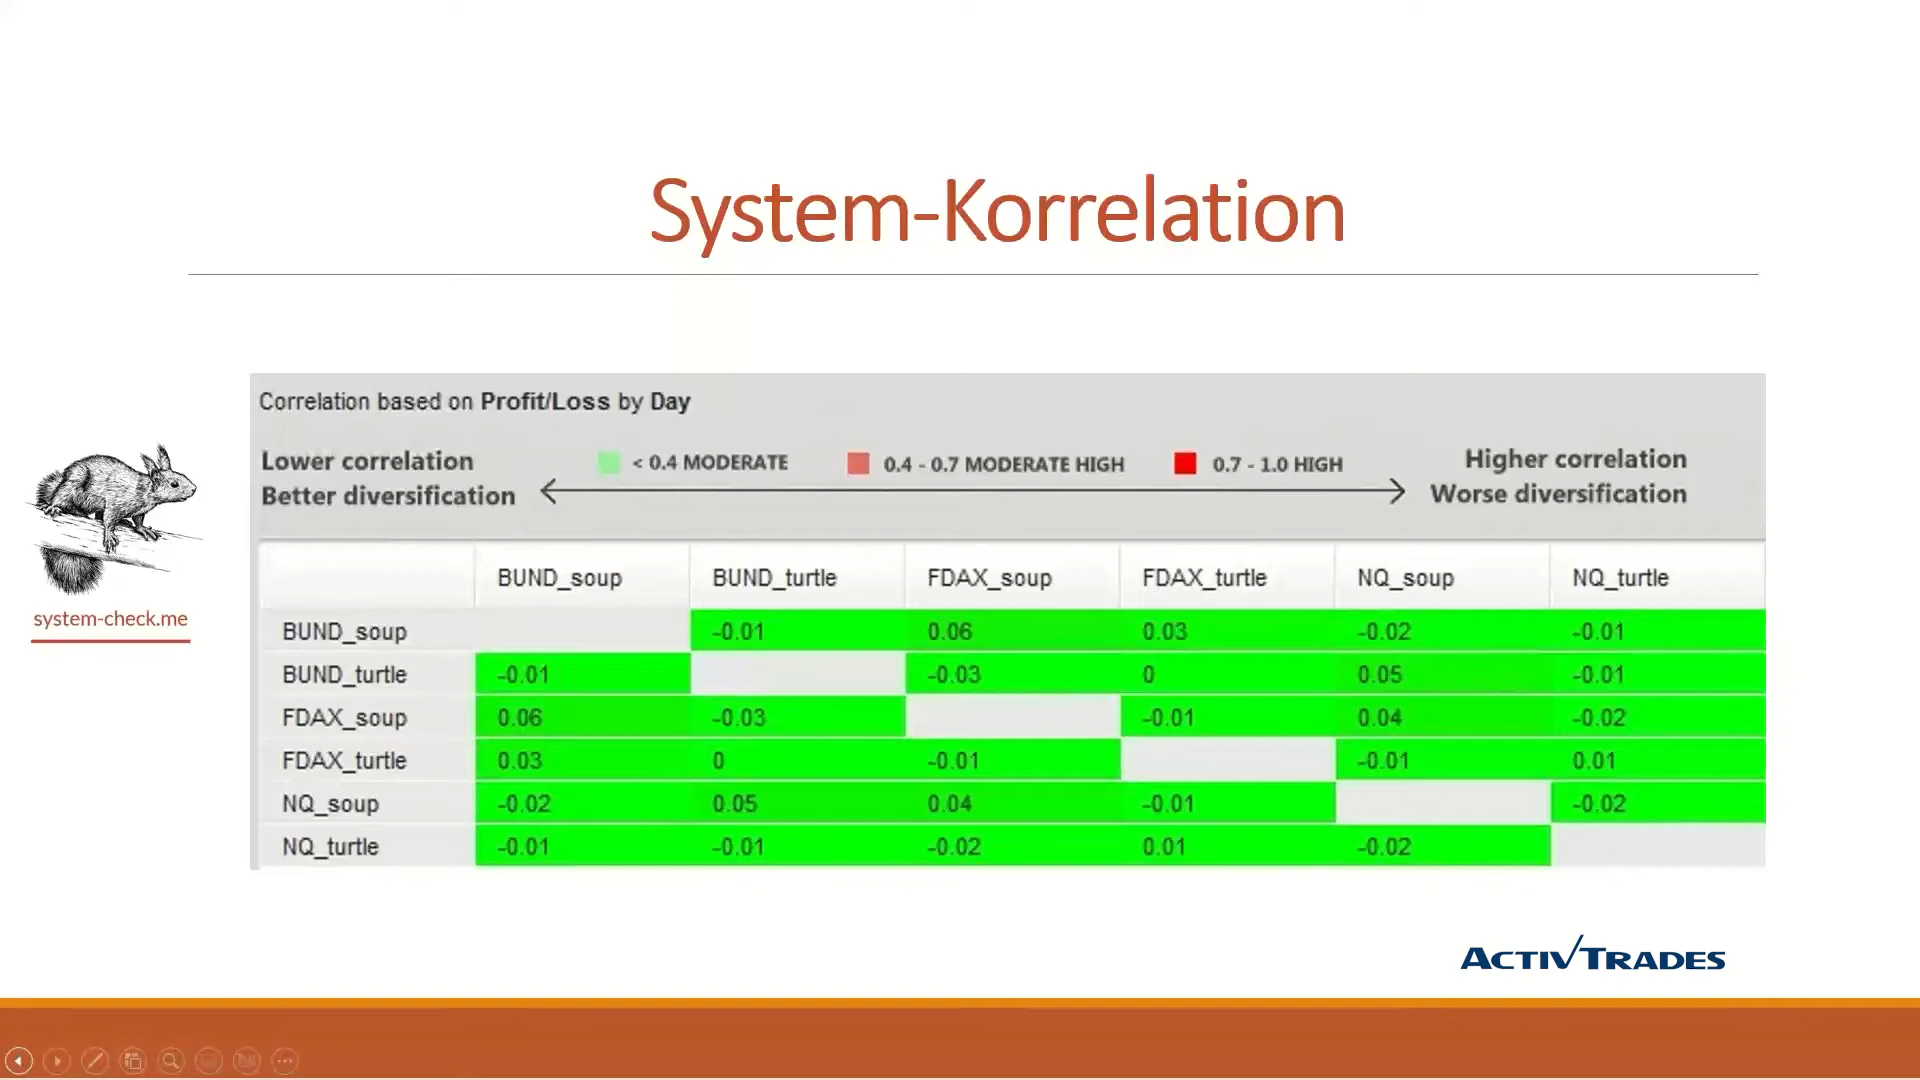 System-Korrelation
Correlation based on Profit/Loss by Day
Lower correlation
Better diversification
< 0.4 MODERATE
0.4 - 0.7 MODERATE HIGH
0.7 - 1.0 HIGH
Higher correlation
Worse diversification
BUND_soup BUND_turtle FDAX_soup FDAX_turtle NQ_soup NQ_turtle
BUND_soup -0.01 0.06 0.03 -0.02 -0.01
BUND_turtle -0.01 -0.03 0 0.05 -0.01
FDAX_soup 0.06 -0.03 -0.01 0.04 -0.02
FDAX_turtle 0.03 0 -0.01 -0.01 0.01
NQ_soup -0.02 0.05 0.04 -0.01 -0.02
NQ_turtle -0.01 -0.01 -0.02 0.01 -0.02
system-check.me
ACTIVTRADES